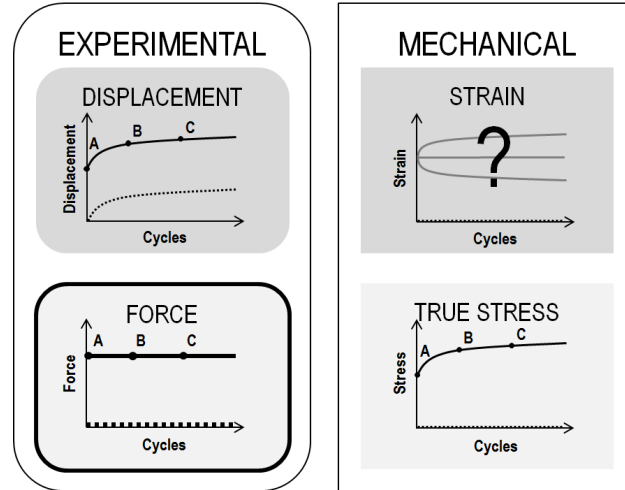 EXPERIMENTAL
DISPLACEMENT
Displacement
A
B
C
Cycles
FORCE
Force
A
B
C
Cycles
MECHANICAL
STRAIN
Strain
?
Cycles
TRUE STRESS
Stress
A
B
C
Cycles